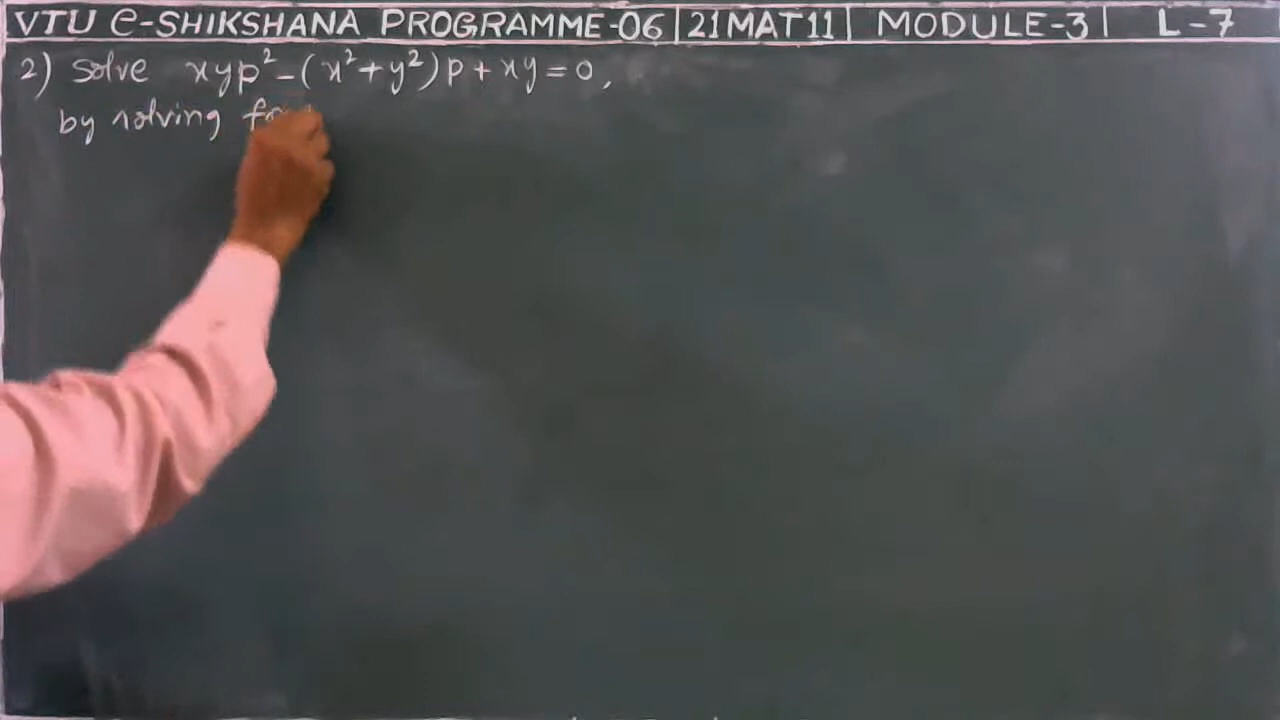 VTU e-SHIKSHANA PROGRAMME-06 | 21MAT11 | MODULE-3 | L-7
2) Solve xyp² - (x² + y²)p + xy = 0,
by solving